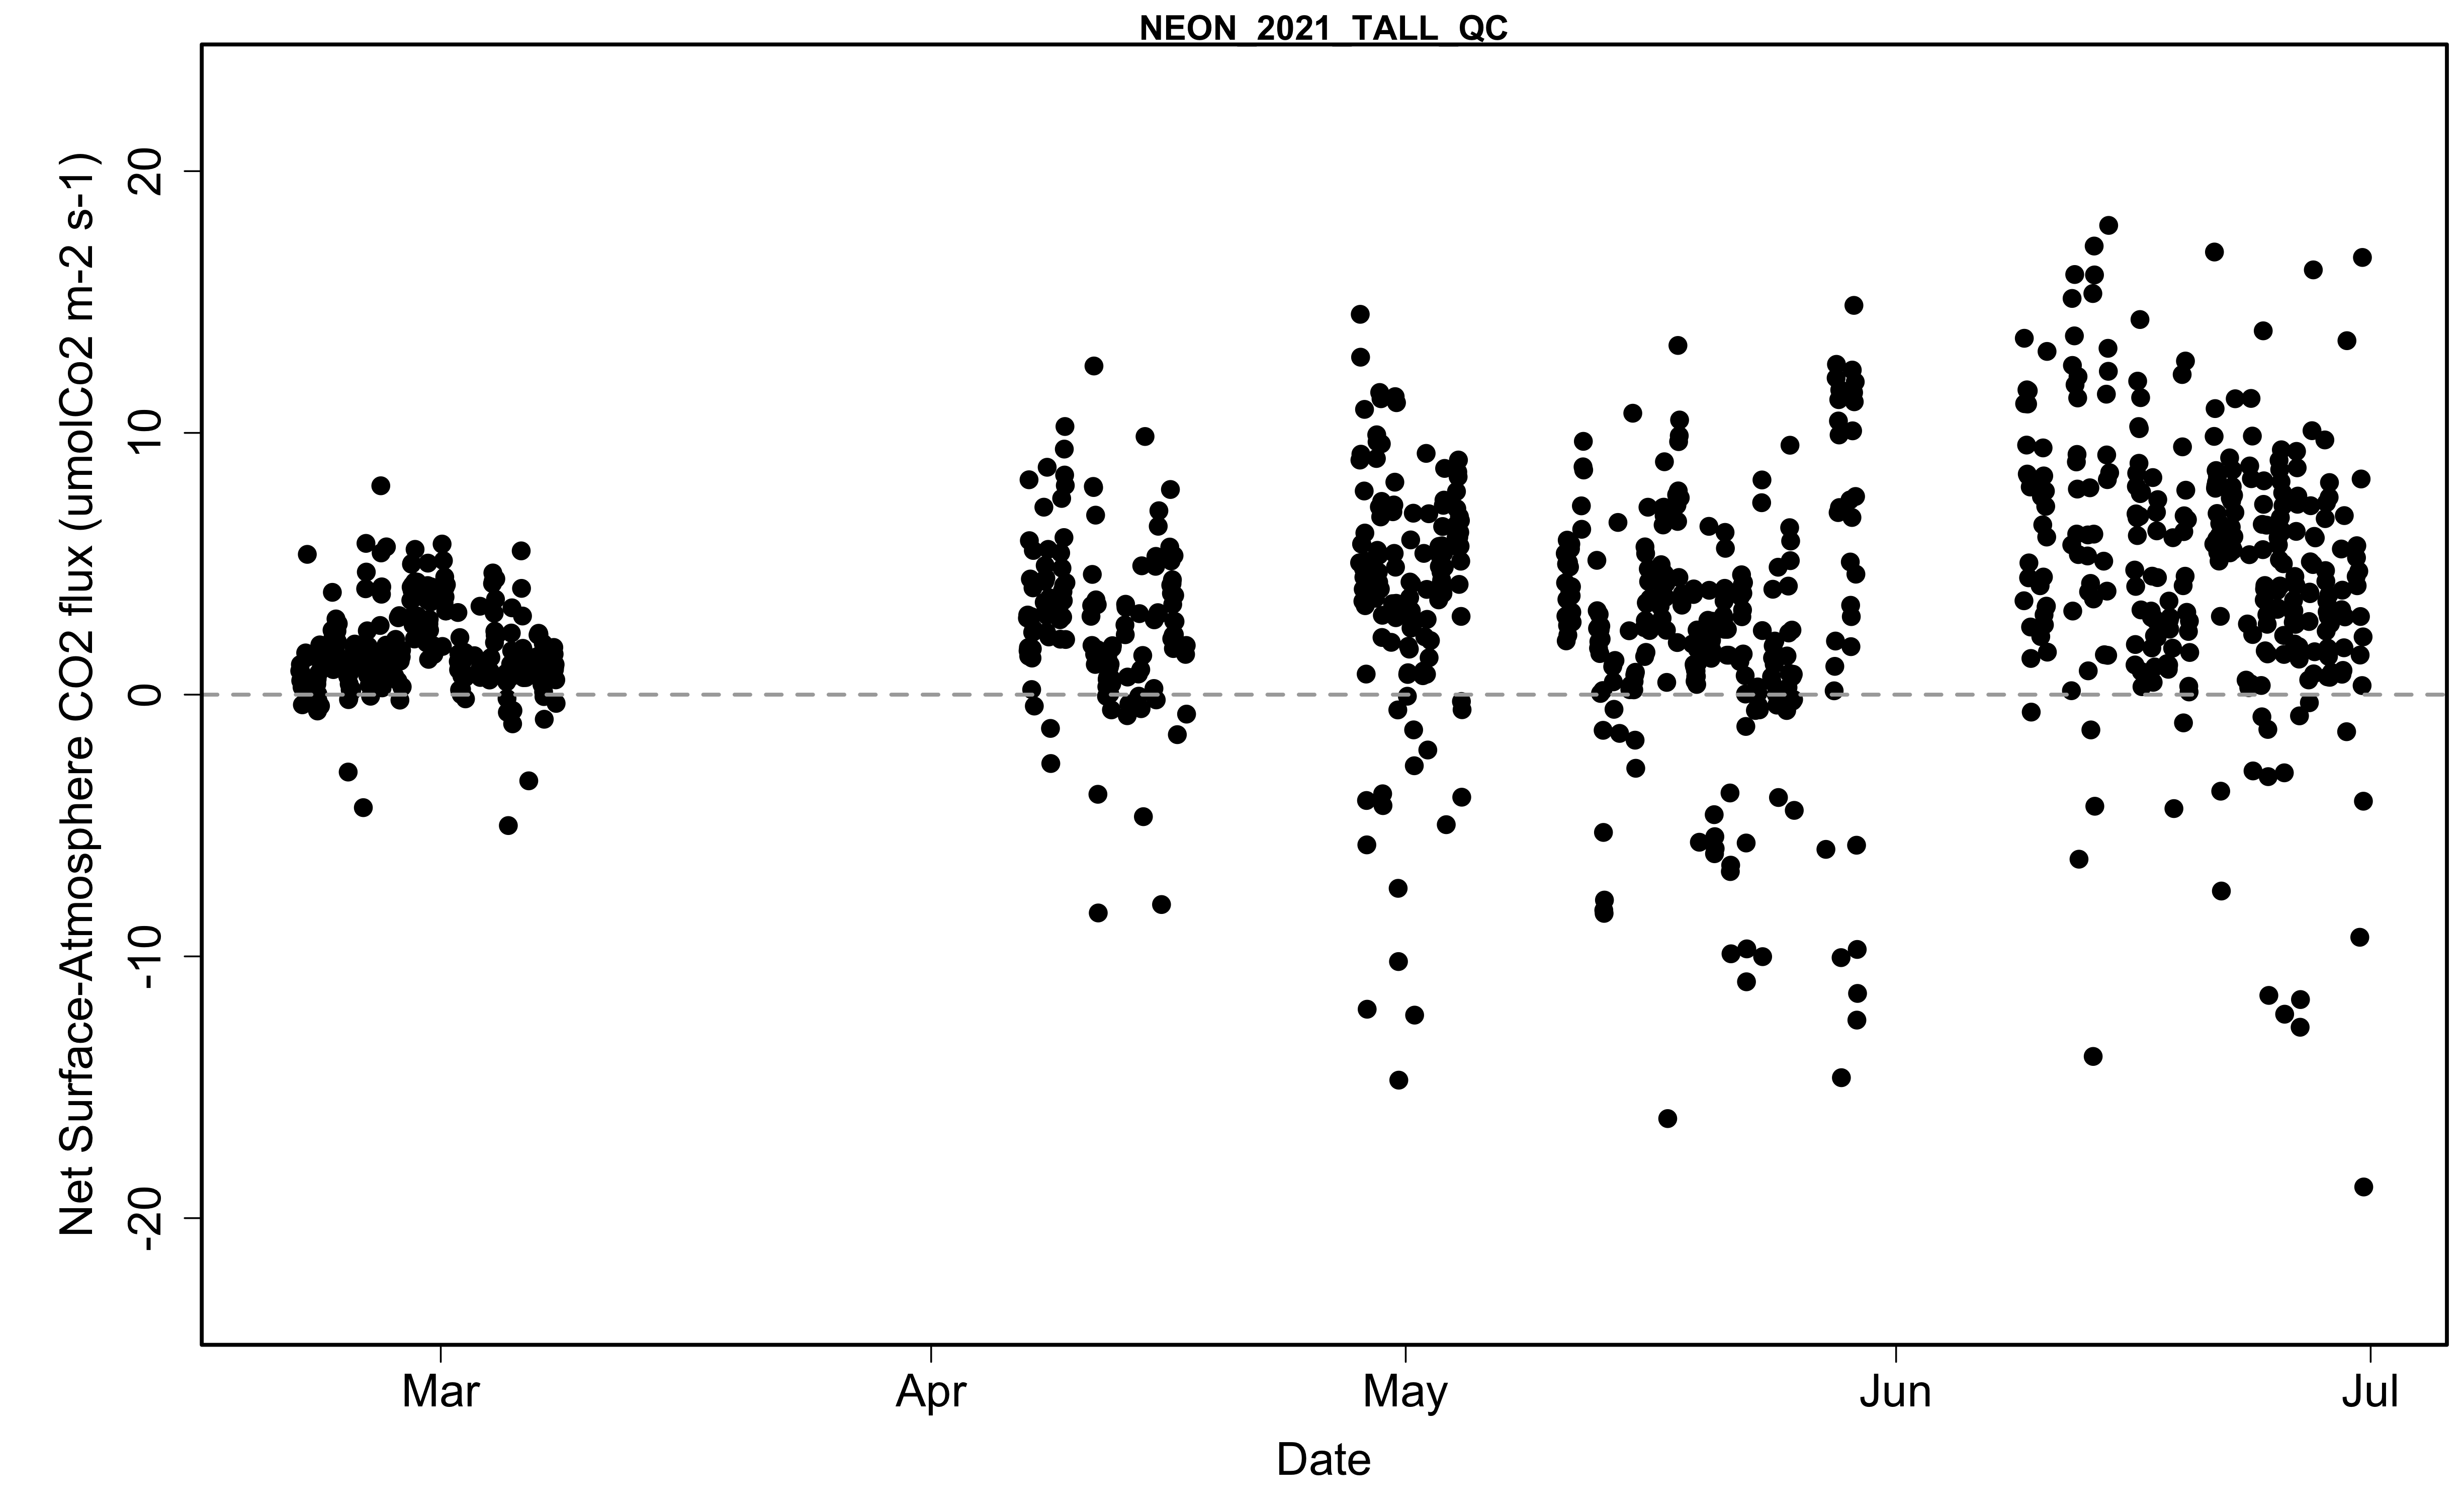 NEON_2021_TALL_QC
Net Surface-Atmosphere CO2 flux (umolCo2 m-2 s-1)
20
10
0
-10
-20
Mar
Apr
May
Jun
Jul
Date